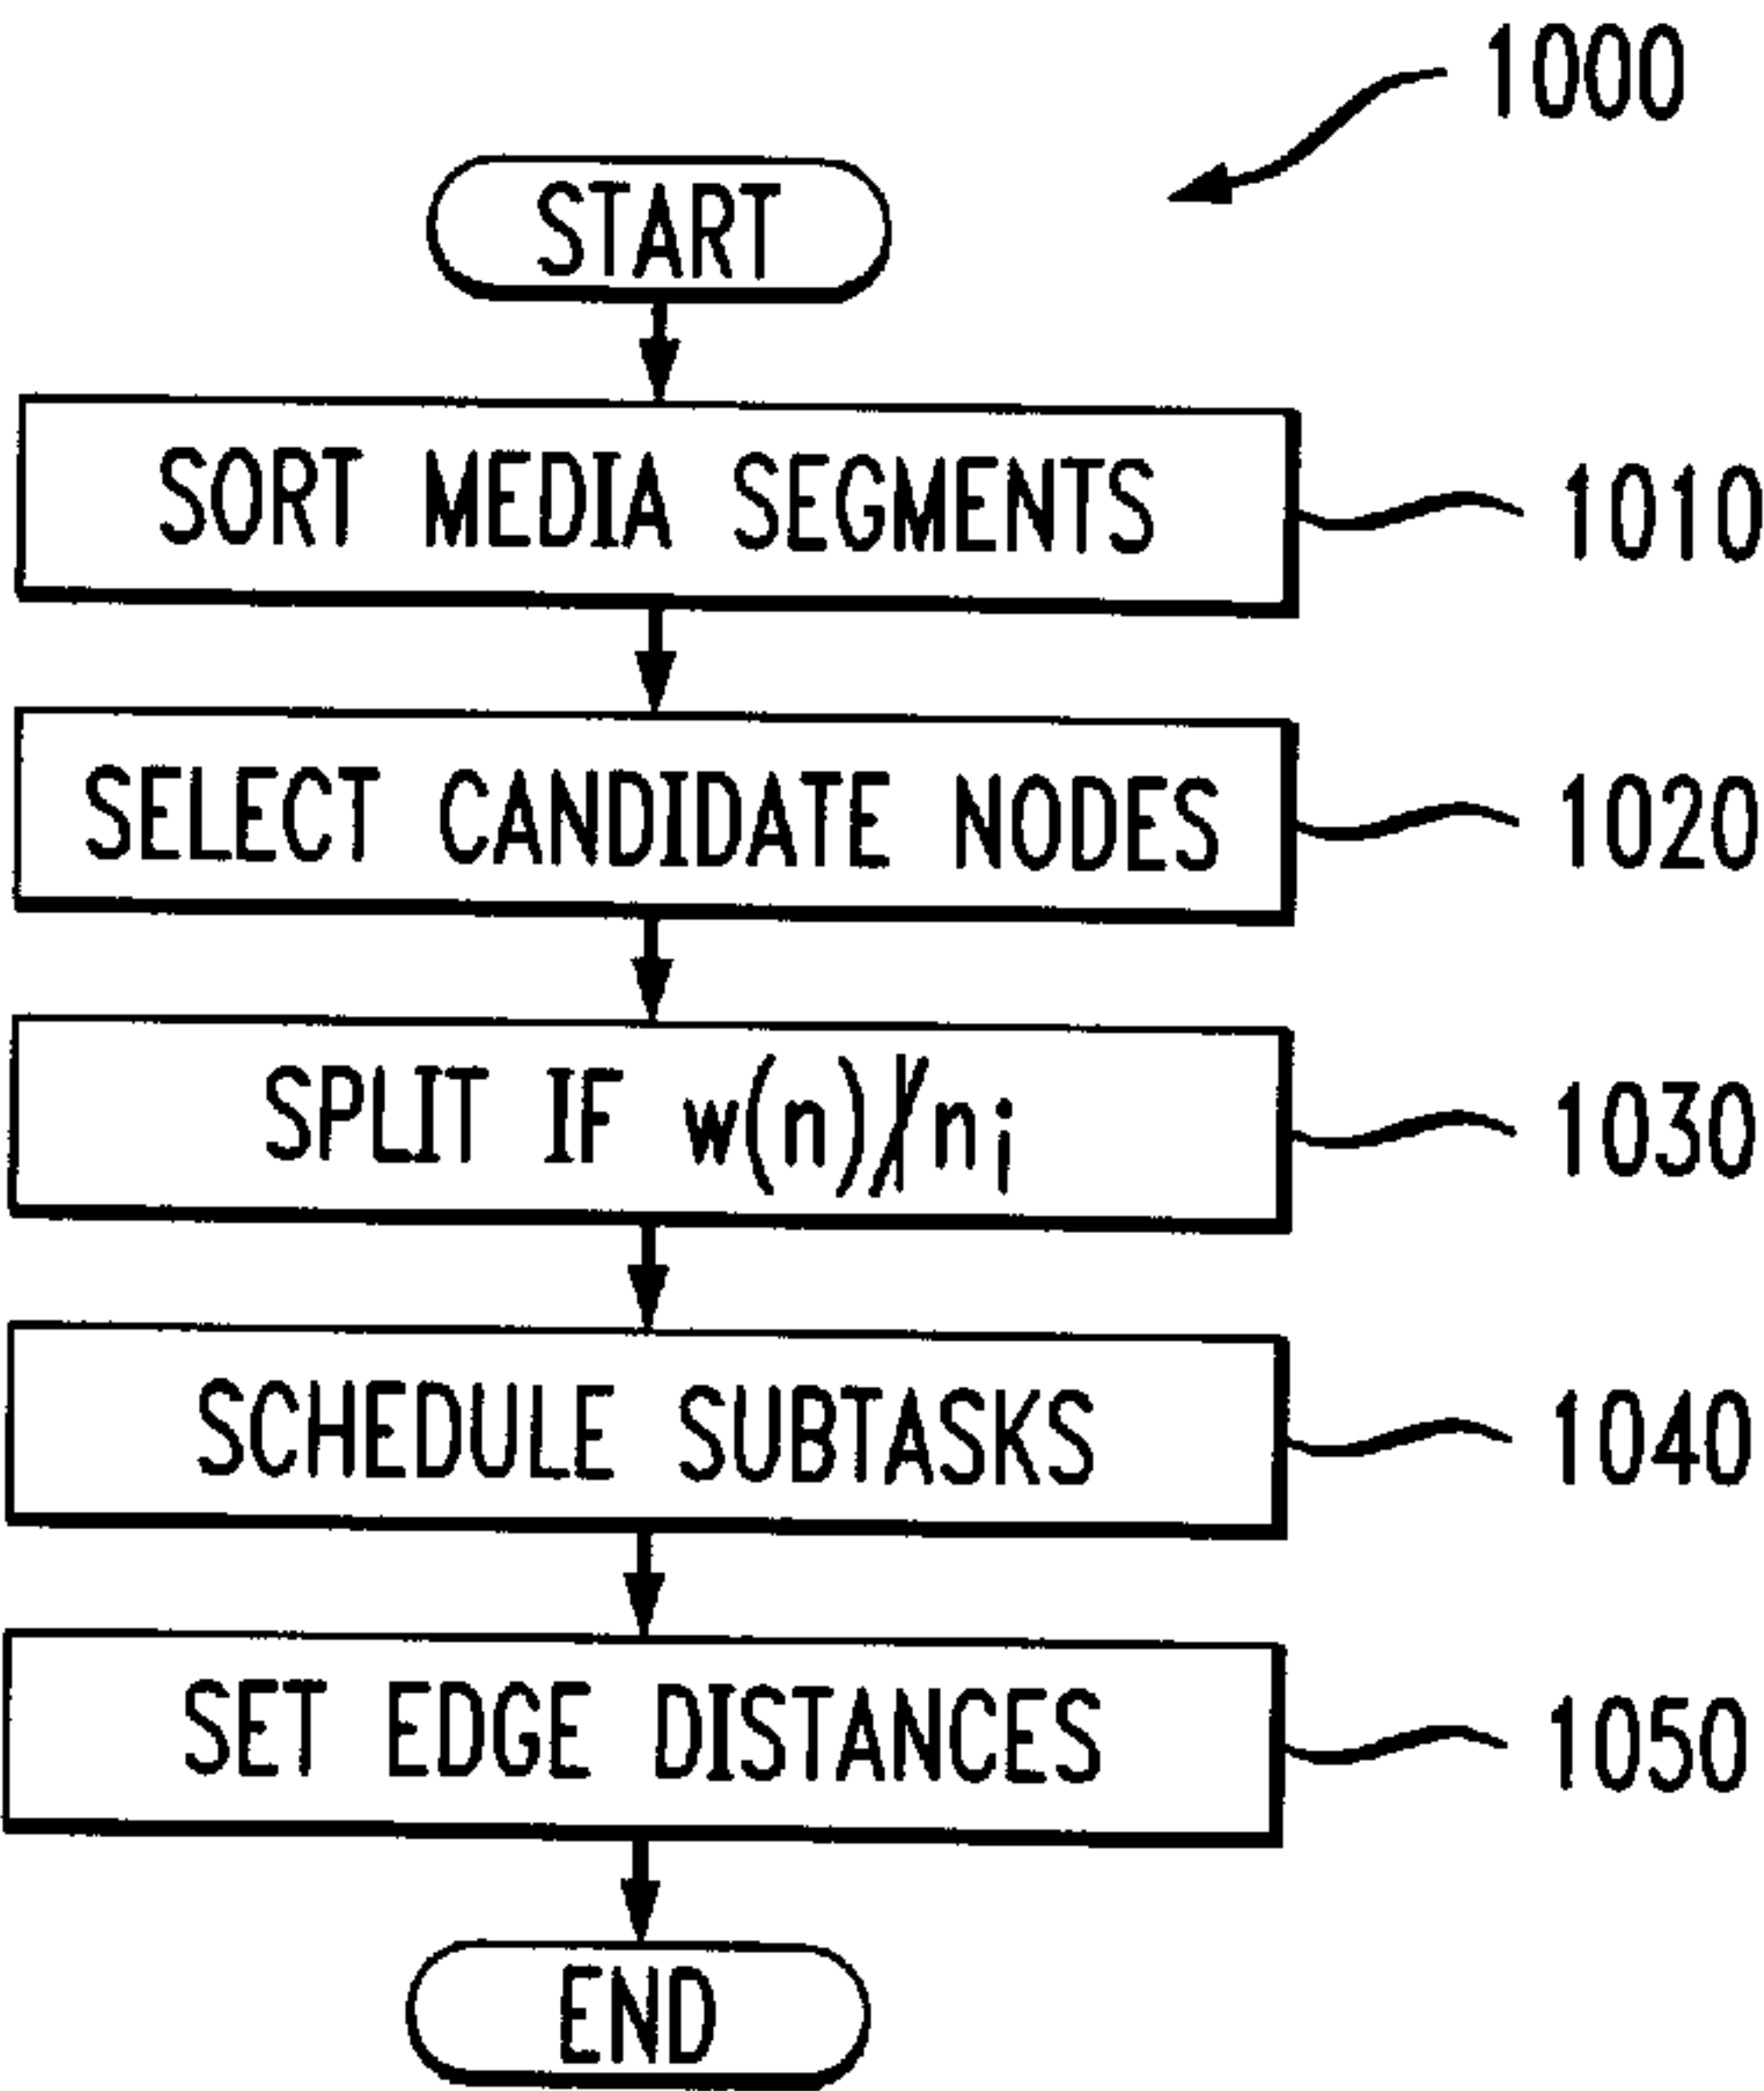 1000
START
SORT MEDIA SEGMENTS 1010
SELECT CANDIDATE NODES 1020
SPLIT IF w(n)∤nᵢ 1030
SCHEDULE SUBTASKS 1040
SET EDGE DISTANCES 1050
END